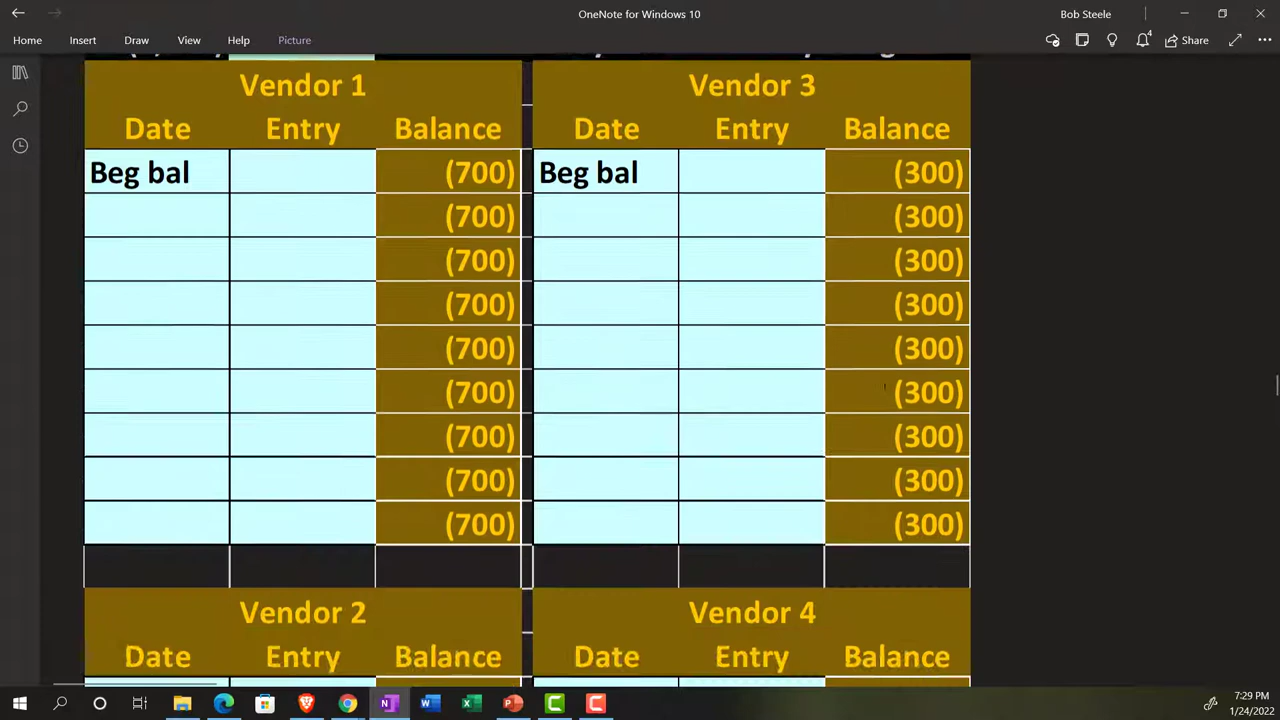 OneNote for Windows 10
Bob Steele
Home Insert Draw View Help Picture
4 Share
Vendor 1 Vendor 3
Date Entry Balance Date Entry Balance
Beg bal (700) Beg bal (300)
(700) (300)
(700) (300)
(700) (300)
(700) (300)
(700) (300)
(700) (300)
(700) (300)
(700) (300)
Vendor 2 Vendor 4
Date Entry Balance Date Entry Balance
7:29 PM
1/24/2022